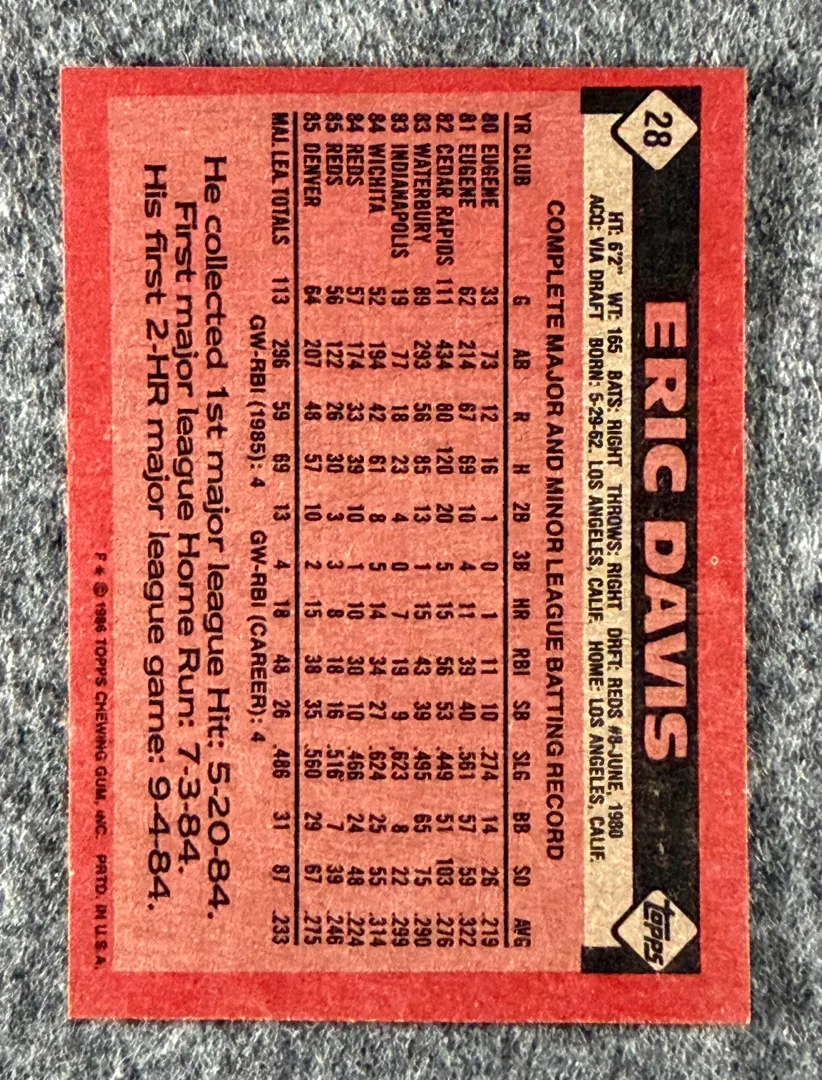 28
ERIC DAVIS
TOPPS
HT: 6'2" WT: 165 BATS: RIGHT THROWS: RIGHT DRFT: REDS #8-JUNE, 1980
ACQ: VIA DRAFT BORN: 5-29-62, LOS ANGELES, CALIF. HOME: LOS ANGELES, CALIF.
COMPLETE MAJOR AND MINOR LEAGUE BATTING RECORD
YR CLUB G AB R H 2B 3B HR RBI SB SLG BB SO AVG
80 EUGENE 33 73 12 16 1 0 1 11 10 .274 14 26 .219
81 EUGENE 62 214 67 69 10 4 11 39 40 .561 57 59 .322
82 CEDAR RAPIDS 111 434 80 120 20 5 15 56 53 .449 51 103 .276
83 WATERBURY 89 293 56 85 13 1 15 43 39 .495 65 75 .290
83 INDIANAPOLIS 19 77 18 23 4 0 7 19 9 .623 8 22 .299
84 WICHITA 52 194 42 61 8 5 14 34 27 .624 25 55 .314
84 REDS 57 174 33 39 10 1 10 30 10 .466 24 48 .224
85 REDS 56 122 26 30 3 3 8 18 16 .516 7 39 .246
85 DENVER 64 207 48 57 10 2 15 38 35 .560 29 67 .275
MAJ. LEA. TOTALS 113 296 59 69 13 4 18 48 26 .486 31 87 .233
GW-RBI (1985): 4 GW-RBI (CAREER): 4
He collected 1st major league Hit: 5-20-84.
First major league Home Run: 7-3-84.
His first 2-HR major league game: 9-4-84.
F * © 1986 TOPPS CHEWING GUM, INC. PRTD. IN U.S.A.